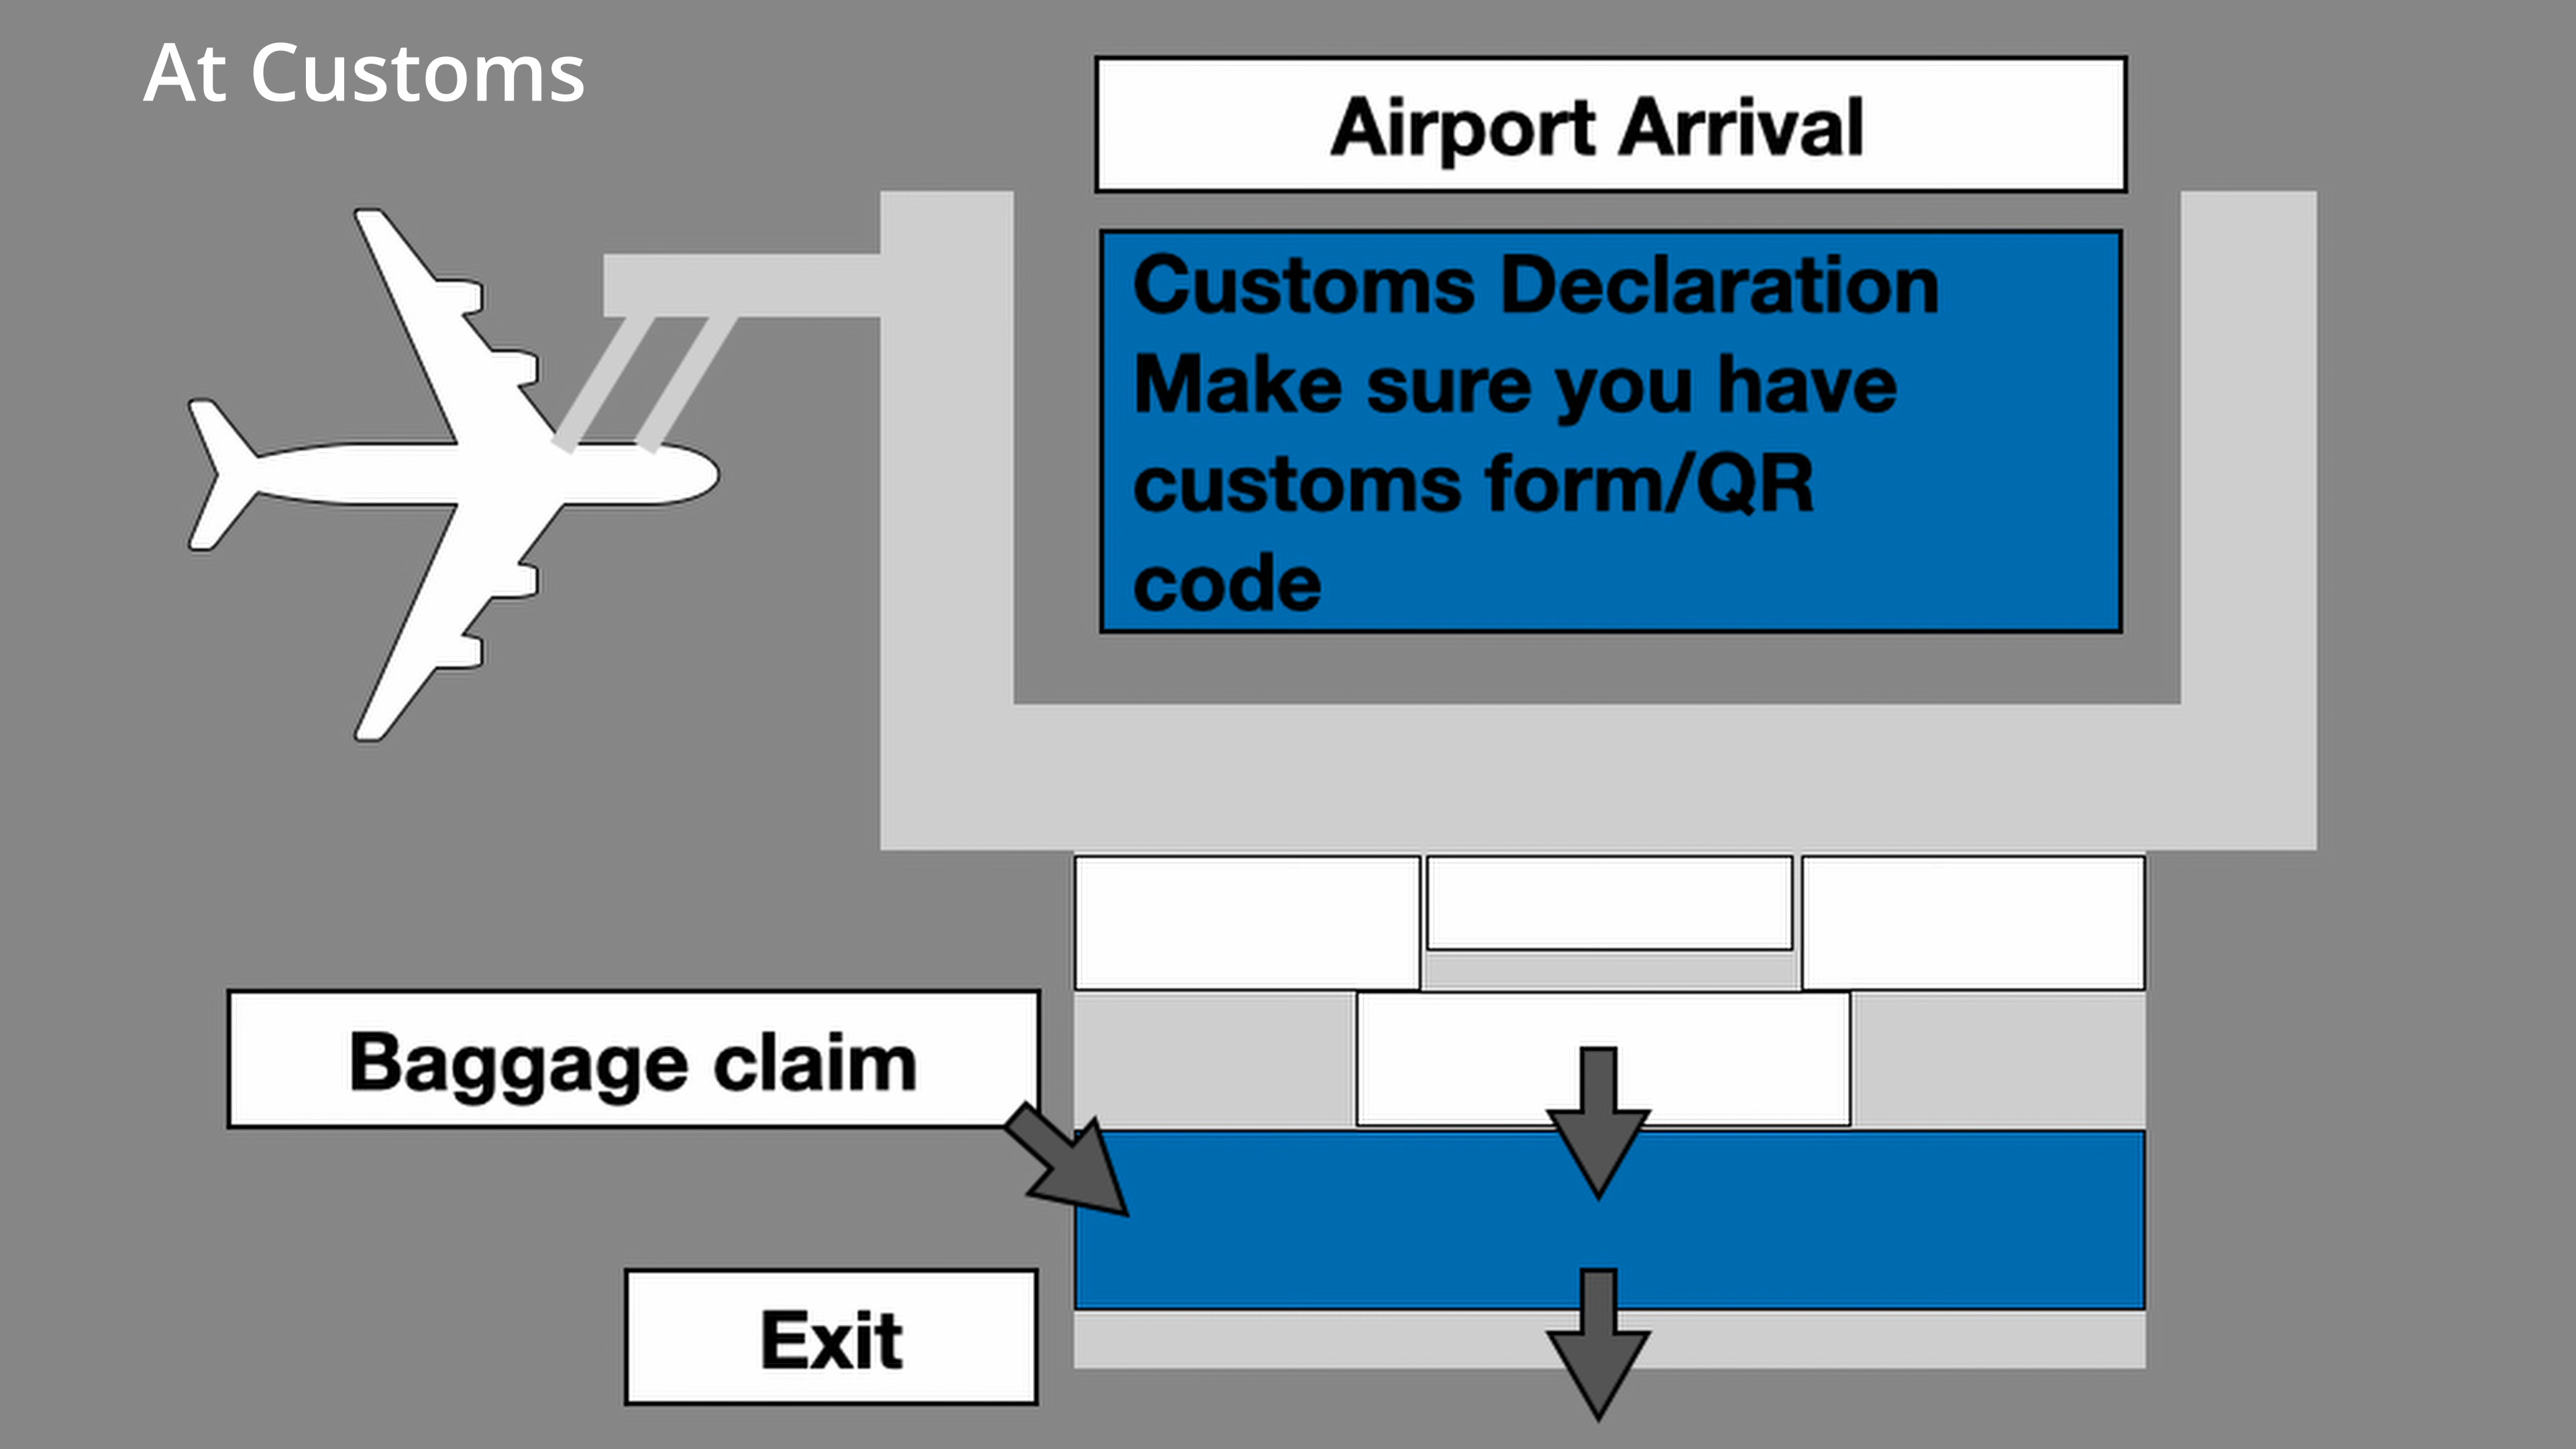 At Customs
Airport Arrival
Customs Declaration
Make sure you have
customs form/QR
code
Baggage claim
Exit